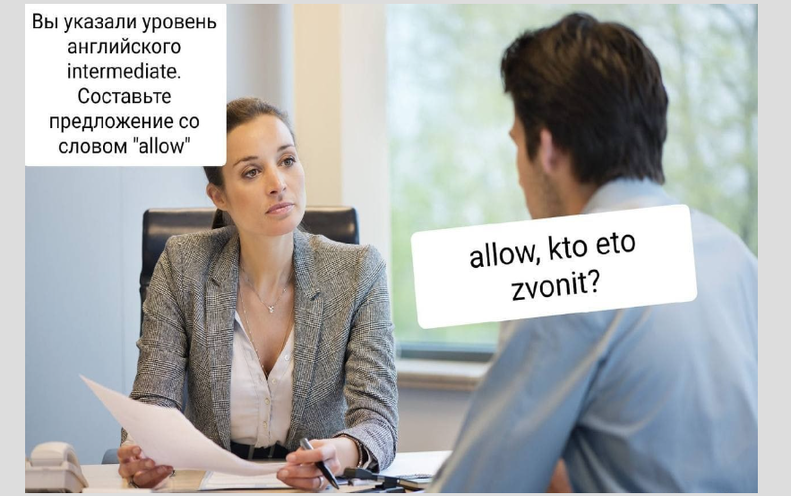 Вы указали уровень
английского
intermediate.
Составьте
предложение со
словом "allow"
allow, kto eto
zvonit?